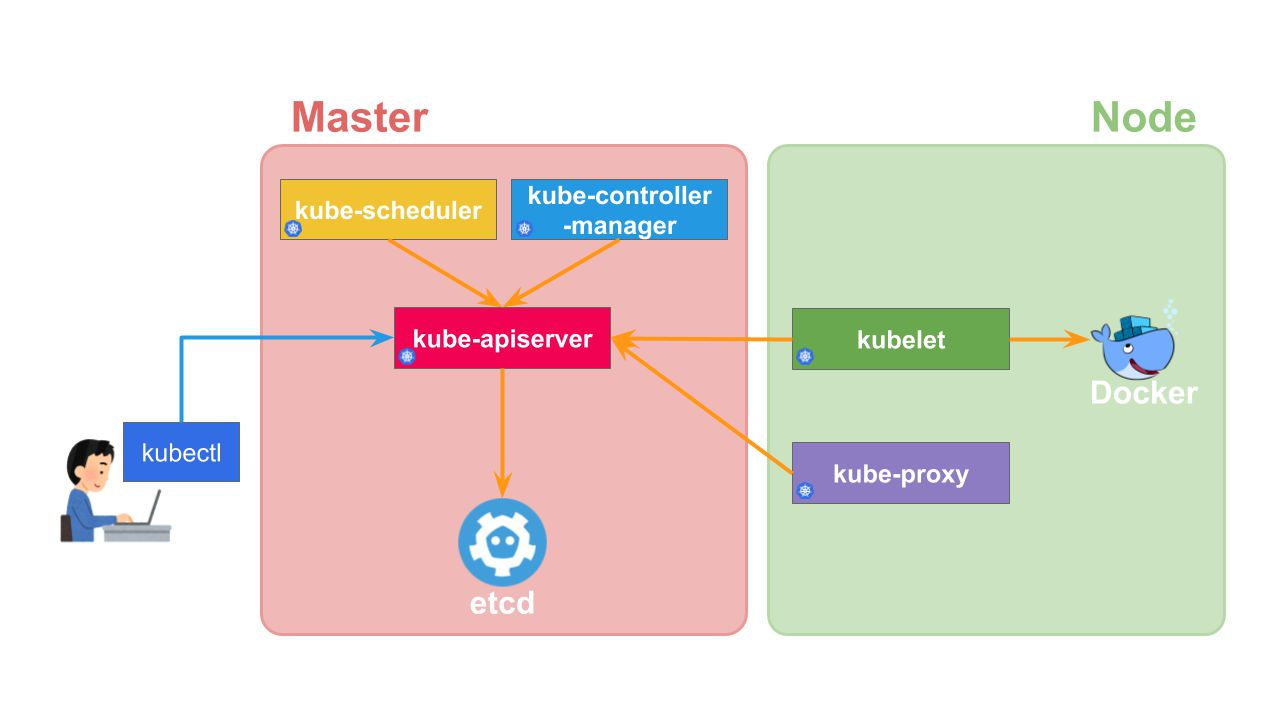 Master
Node
kube-scheduler
kube-controller
-manager
kube-apiserver
kubelet
Docker
kubectl
kube-proxy
etcd